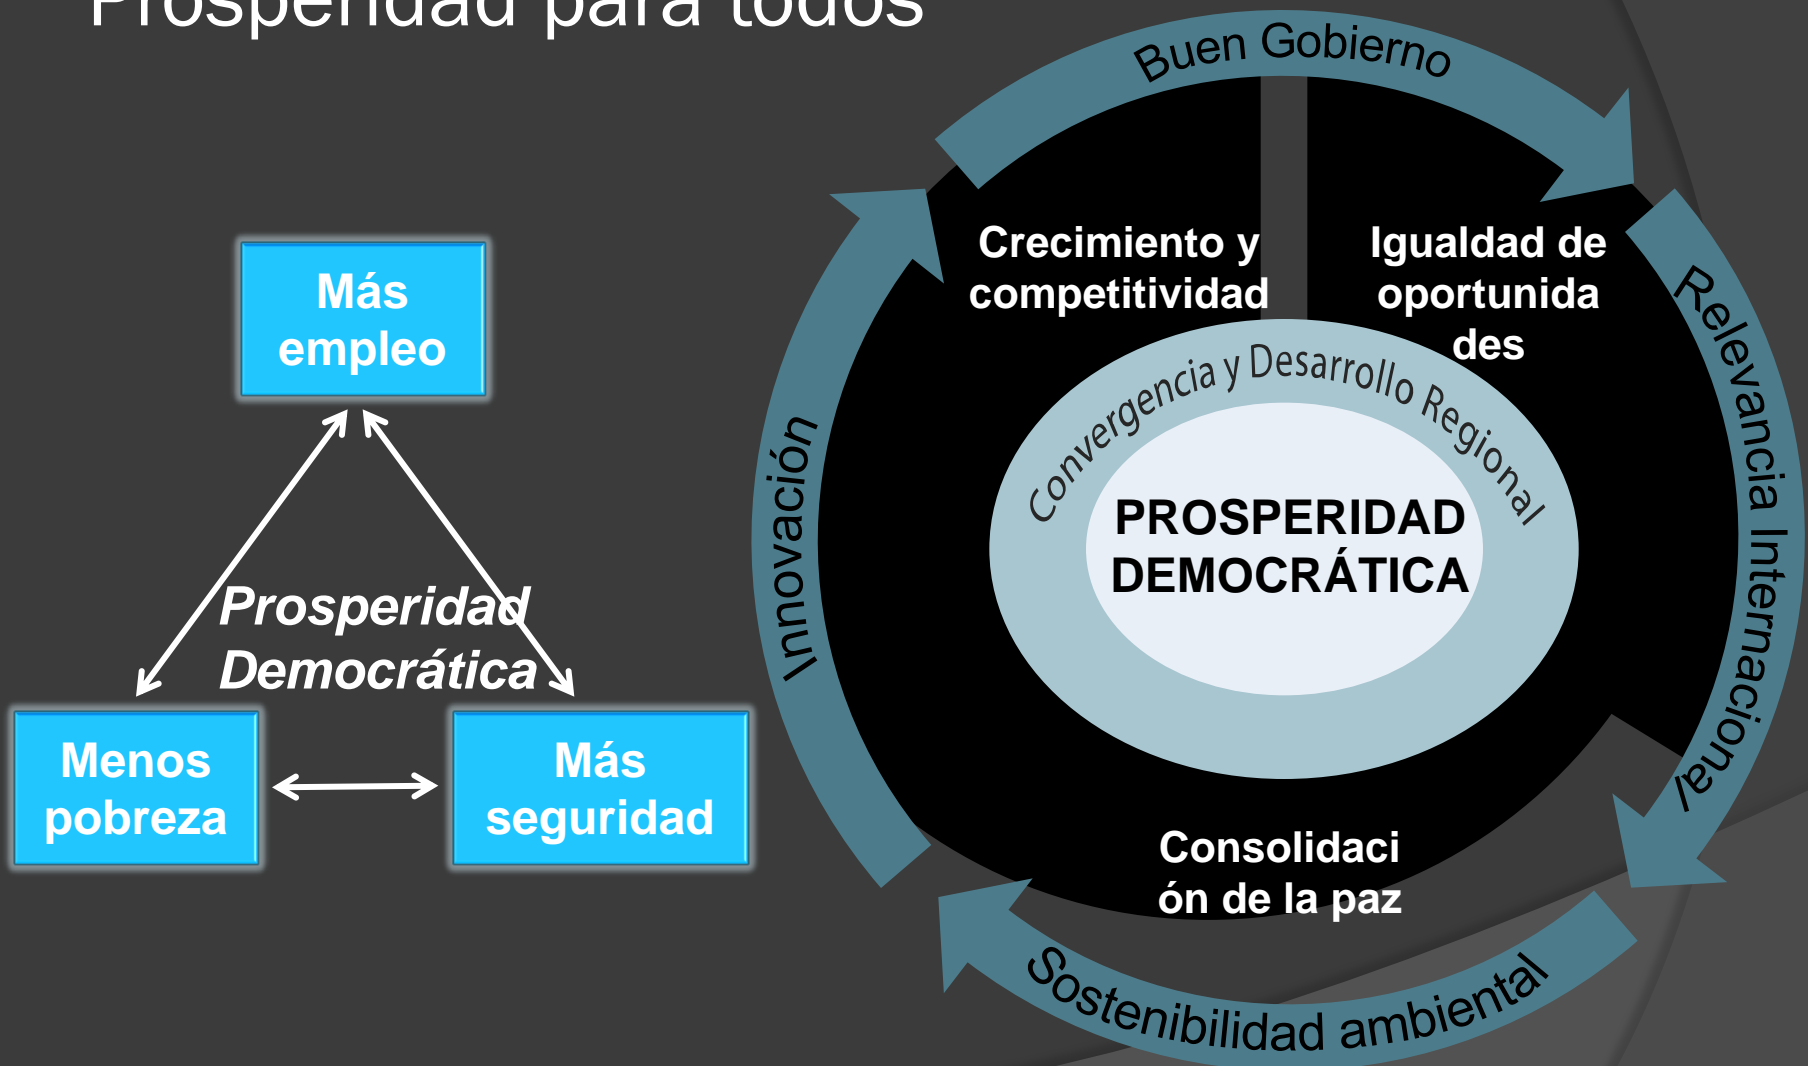 Prosperidad para todos
Más
empleo
Prosperidad
Democrática
Menos
pobreza
Más
seguridad
Buen Gobierno
Relevancia Internacional
Sostenibilidad ambiental
Innovación
Crecimiento y
competitividad
Igualdad de
oportunida
des
Convergencia y Desarrollo Regional
PROSPERIDAD
DEMOCRÁTICA
Consolidaci
ón de la paz